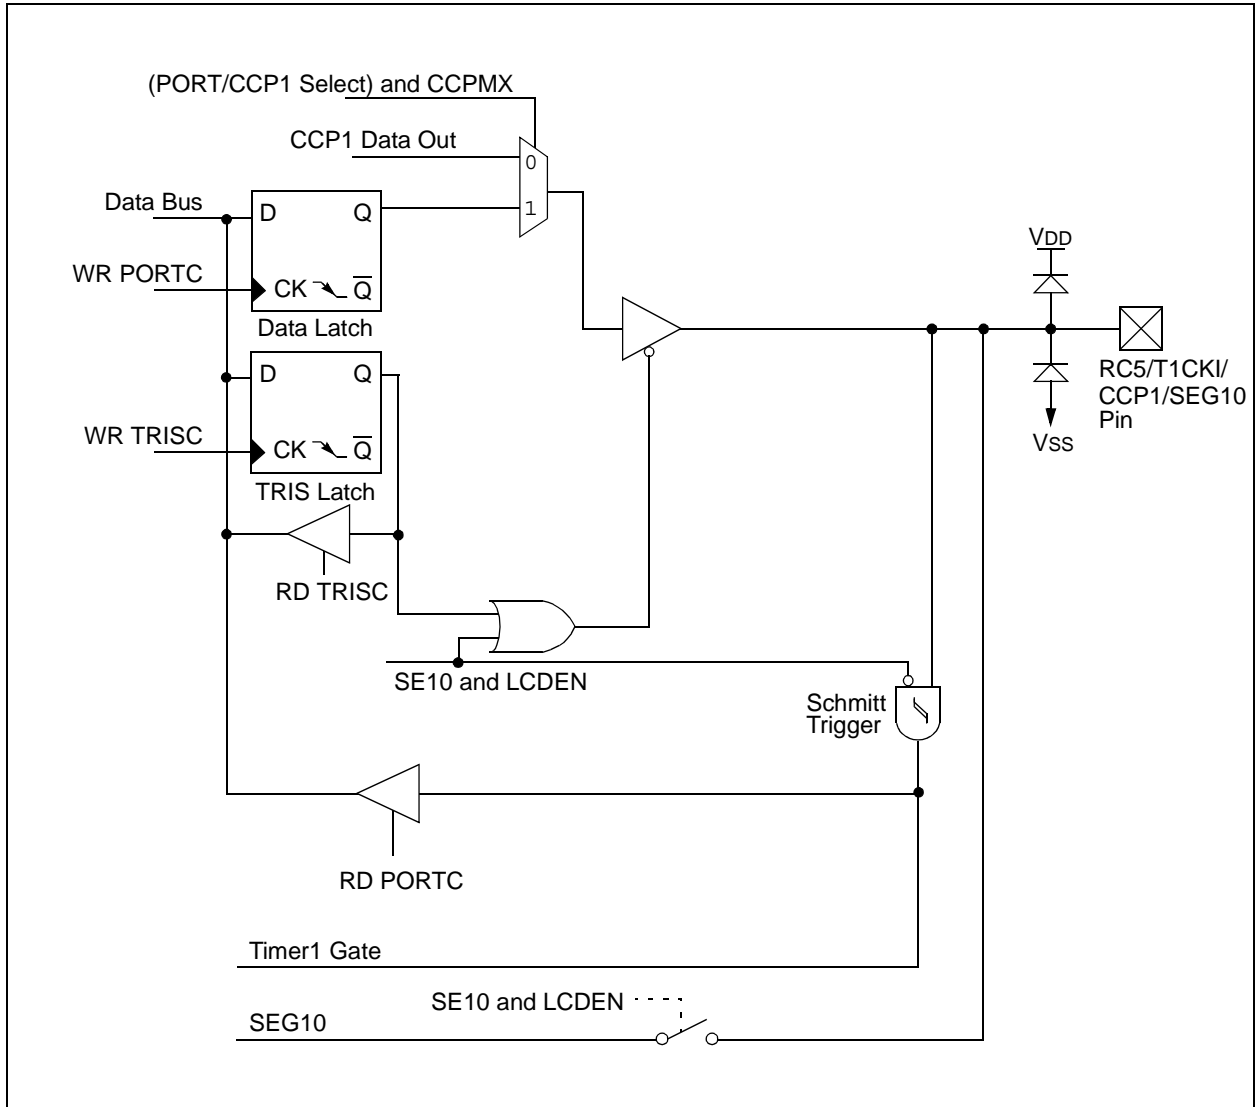 (PORT/CCP1 Select) and CCPMX
CCP1 Data Out
0
Data Bus
D
Q
1
WR PORTC
CK
Q̅
Data Latch
VDD
D
Q
RC5/T1CKI/
CCP1/SEG10
Pin
WR TRISC
CK
Q̅
VSS
TRIS Latch
RD TRISC
SE10 and LCDEN
Schmitt
Trigger
RD PORTC
Timer1 Gate
SE10 and LCDEN
SEG10